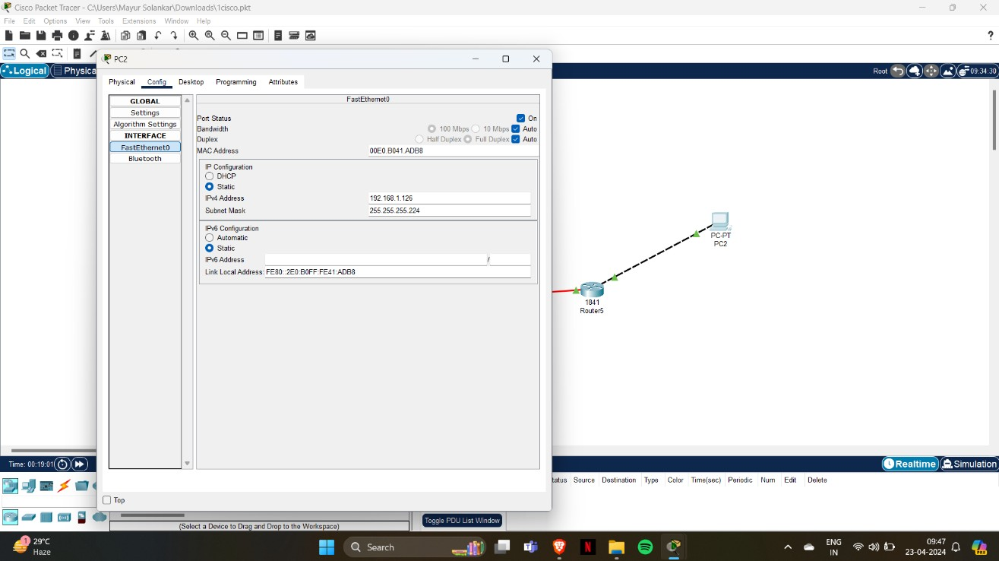 Cisco Packet Tracer - C:\Users\Mayur Solankar\Downloads\1cisco.pkt
File Edit Options View Tools Extensions Window Help
?
PC2
Logical Physica
Root 09:34:30
Physical Config Desktop Programming Attributes
GLOBAL
Settings
Algorithm Settings
INTERFACE
FastEthernet0
Bluetooth
FastEthernet0
Port Status On
Bandwidth 100 Mbps 10 Mbps Auto
Duplex Half Duplex Full Duplex Auto
MAC Address 00E0.B041.ADB8
IP Configuration
DHCP
Static
IPv4 Address 192.168.1.126
Subnet Mask 255.255.255.224
IPv6 Configuration
Automatic
Static
IPv6 Address /
Link Local Address: FE80::2E0:B0FF:FE41:ADB8
PC-PT
PC2
1841
Router5
Top
Time: 00:19:01
Realtime Simulation
tatus Source Destination Type Color Time(sec) Periodic Num Edit Delete
(Select a Device to Drag and Drop to the Workspace)
Toggle PDU List Window
1
29°C
Haze
Search
ENG
IN
09:47
23-04-2024